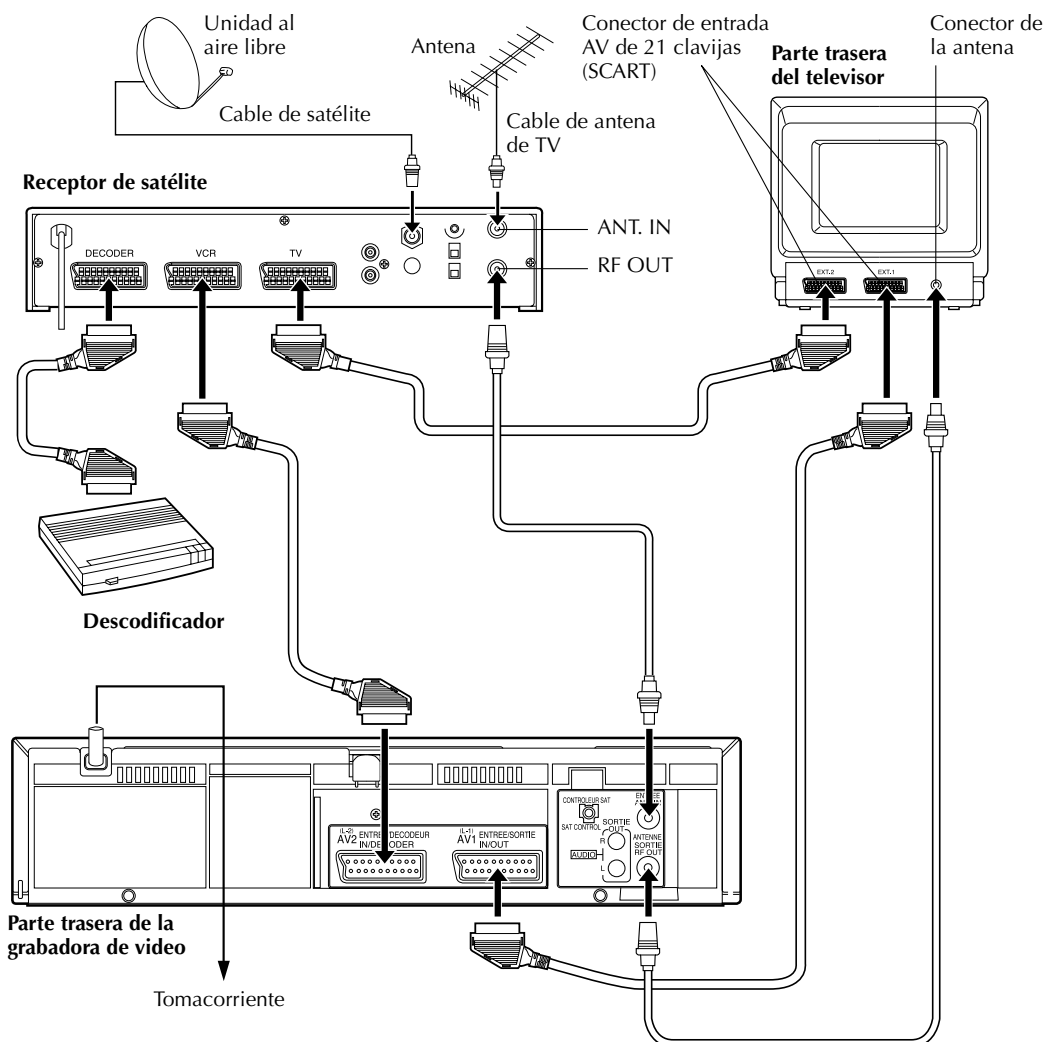 Unidad al
aire libre
Antena
Conector de entrada
AV de 21 clavijas
(SCART)
Parte trasera
del televisor
Conector de
la antena
Cable de satélite
Cable de antena
de TV
Receptor de satélite
ANT. IN
RF OUT
DECODER
VCR
TV
EXT.2
EXT.1
Descodificador
CONTROLEUR SAT
SAT CONTROL
ENTREE
SORTIE
OUT
R
AUDIO
L
ANTENNE
SORTIE
RF OUT
(L-2)
AV2 ENTREE/DECODEUR
IN/DECODER
(L-1)
AV1 ENTREE/SORTIE
IN/OUT
Parte trasera de la
grabadora de video
Tomacorriente